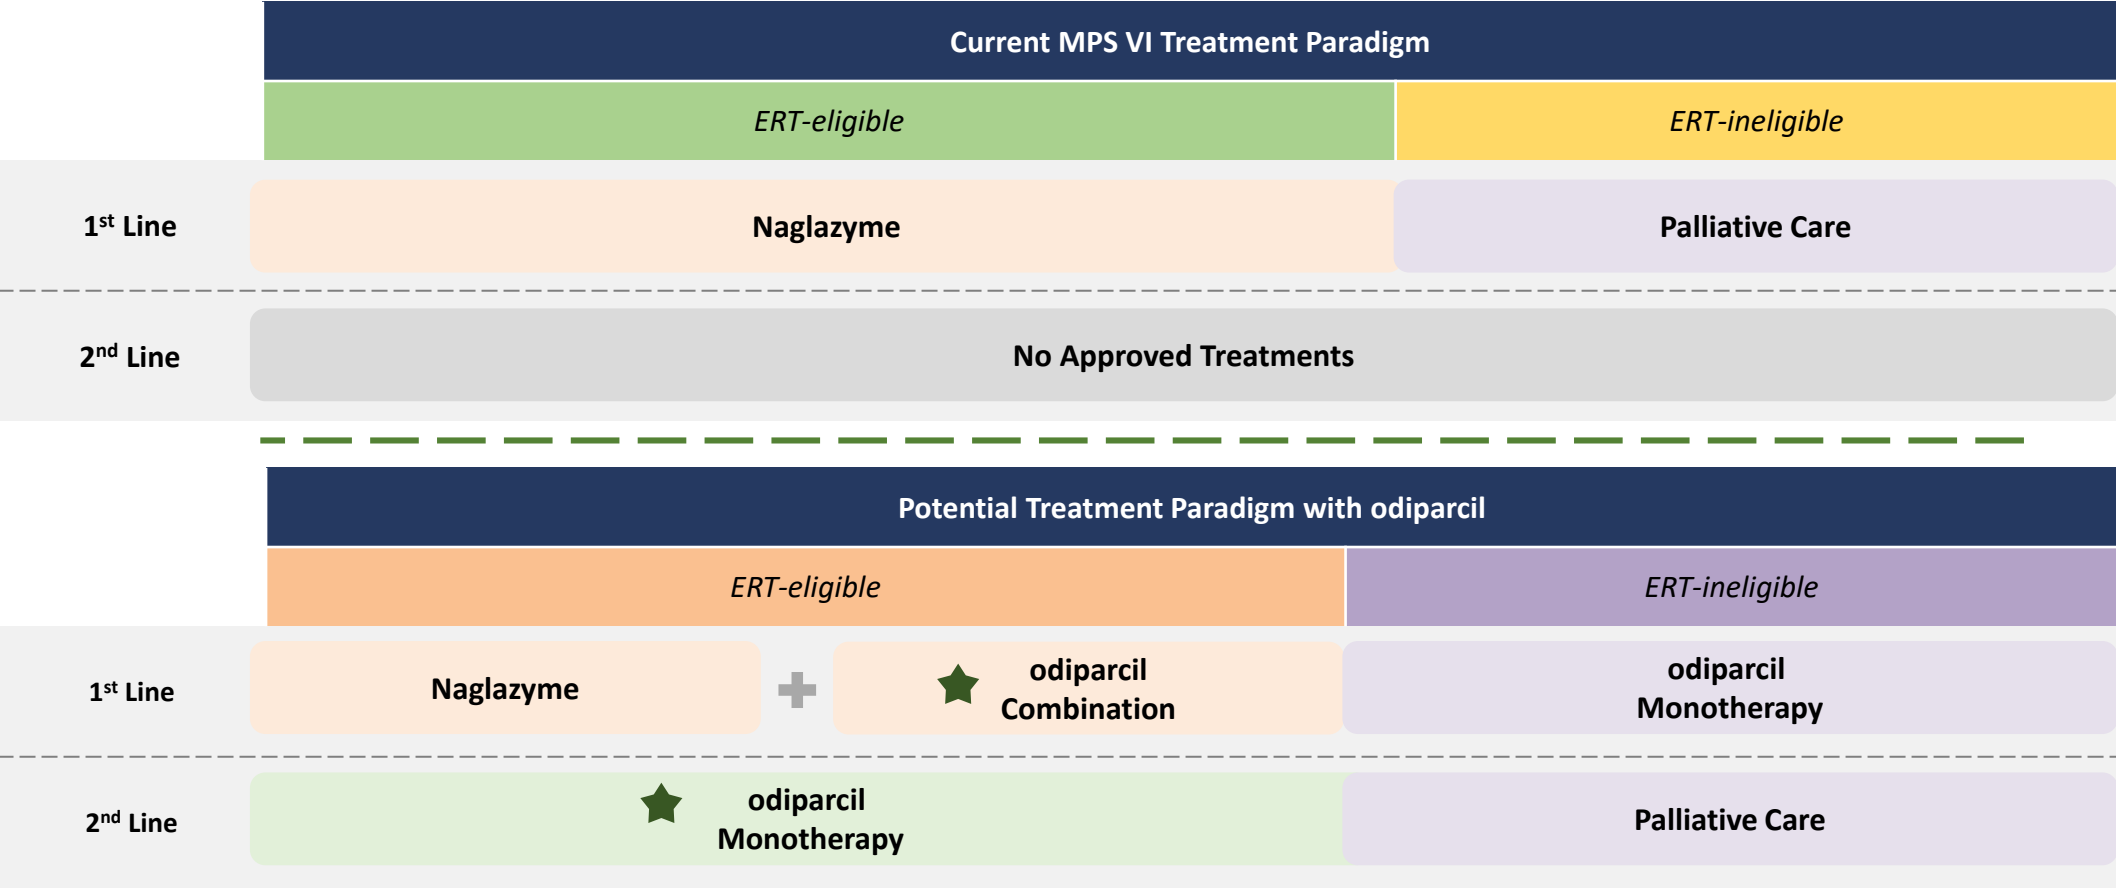 Current MPS VI Treatment Paradigm
ERT-eligible
ERT-ineligible
1st Line
Naglazyme
Palliative Care
2nd Line
No Approved Treatments
Potential Treatment Paradigm with odiparcil
ERT-eligible
ERT-ineligible
1st Line
Naglazyme
odiparcil
Combination
odiparcil
Monotherapy
2nd Line
odiparcil
Monotherapy
Palliative Care